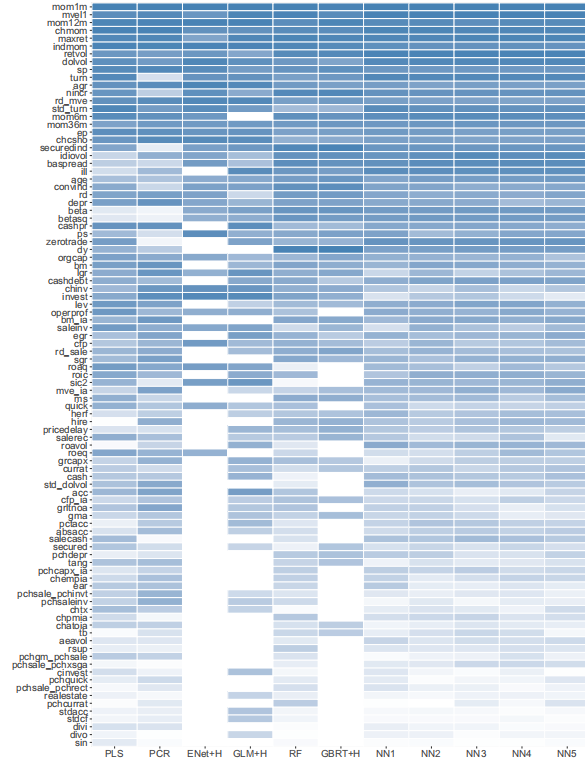 mom1m
mvel1
mom12m
chmom
maxret
indmom
retvol
dolvol
sp
turn
agr
nincr
rd_mve
std_turn
mom6m
mom36m
ep
chcsho
securedind
idiovol
baspread
ill
age
convind
rd
depr
beta
betasq
cashpr
ps
zerotrade
dy
orgcap
bm
lgr
cashdebt
chinv
invest
lev
operprof
bm_ia
saleinv
egr
cfp
rd_sale
sgr
roaq
roic
sic2
mve_ia
ms
quick
herf
hire
pricedelay
salerec
roavol
roeq
grcapx
currat
cash
std_dolvol
acc
cfp_ia
grltnoa
gma
pctacc
absacc
salecash
secured
pchdepr
tang
pchcapx_ia
chempia
ear
pchsale_pchinvt
pchsaleinv
chtx
chpmia
chatoia
tb
aeavol
rsup
pchgm_pchsale
pchsale_pchxsga
cinvest
pchquick
pchsale_pchrect
realestate
pchcurrat
stdacc
stdcf
divi
divo
sin
PLS PCR ENet+H GLM+H RF GBRT+H NN1 NN2 NN3 NN4 NN5